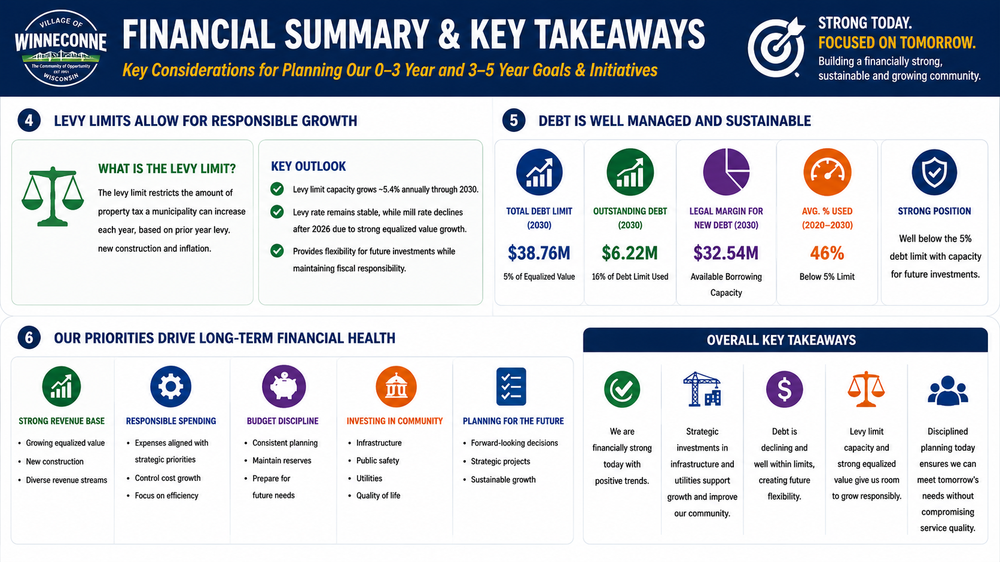 VILLAGE OF
WINNECONNE
The Community of Opportunity
WISCONSIN
FINANCIAL SUMMARY & KEY TAKEAWAYS
Key Considerations for Planning Our 0–3 Year and 3–5 Year Goals & Initiatives
STRONG TODAY.
FOCUSED ON TOMORROW.
Building a financially strong,
sustainable and growing community.
4 LEVY LIMITS ALLOW FOR RESPONSIBLE GROWTH
WHAT IS THE LEVY LIMIT?
The levy limit restricts the amount of
property tax a municipality can increase
each year, based on prior year levy.
new construction and inflation.
KEY OUTLOOK
Levy limit capacity grows ~5.4% annually through 2030.
Levy rate remains stable, while mill rate declines
after 2026 due to strong equalized value growth.
Provides flexibility for future investments while
maintaining fiscal responsibility.
5 DEBT IS WELL MANAGED AND SUSTAINABLE
TOTAL DEBT LIMIT
(2030)
$38.76M
5% of Equalized Value
OUTSTANDING DEBT
(2030)
$6.22M
16% of Debt Limit Used
LEGAL MARGIN FOR
NEW DEBT (2030)
$32.54M
Available Borrowing
Capacity
AVG. % USED
(2020–2030)
46%
Below 5% Limit
STRONG POSITION
Well below the 5%
debt limit with capacity
for future investments.
6 OUR PRIORITIES DRIVE LONG-TERM FINANCIAL HEALTH
STRONG REVENUE BASE
• Growing equalized value
• New construction
• Diverse revenue streams
RESPONSIBLE SPENDING
• Expenses aligned with
strategic priorities
• Control cost growth
• Focus on efficiency
BUDGET DISCIPLINE
• Consistent planning
• Maintain reserves
• Prepare for
future needs
INVESTING IN COMMUNITY
• Infrastructure
• Public safety
• Utilities
• Quality of life
PLANNING FOR THE FUTURE
• Forward-looking decisions
• Strategic projects
• Sustainable growth
OVERALL KEY TAKEAWAYS
We are
financially strong
today with
positive trends.
Strategic
investments in
infrastructure and
utilities support
growth and improve
our community.
$
Debt is
declining and
well within limits,
creating future
flexibility.
Levy limit
capacity and
strong equalized
value give us room
to grow responsibly.
Disciplined
planning today
ensures we can
meet tomorrow's
needs without
compromising
service quality.